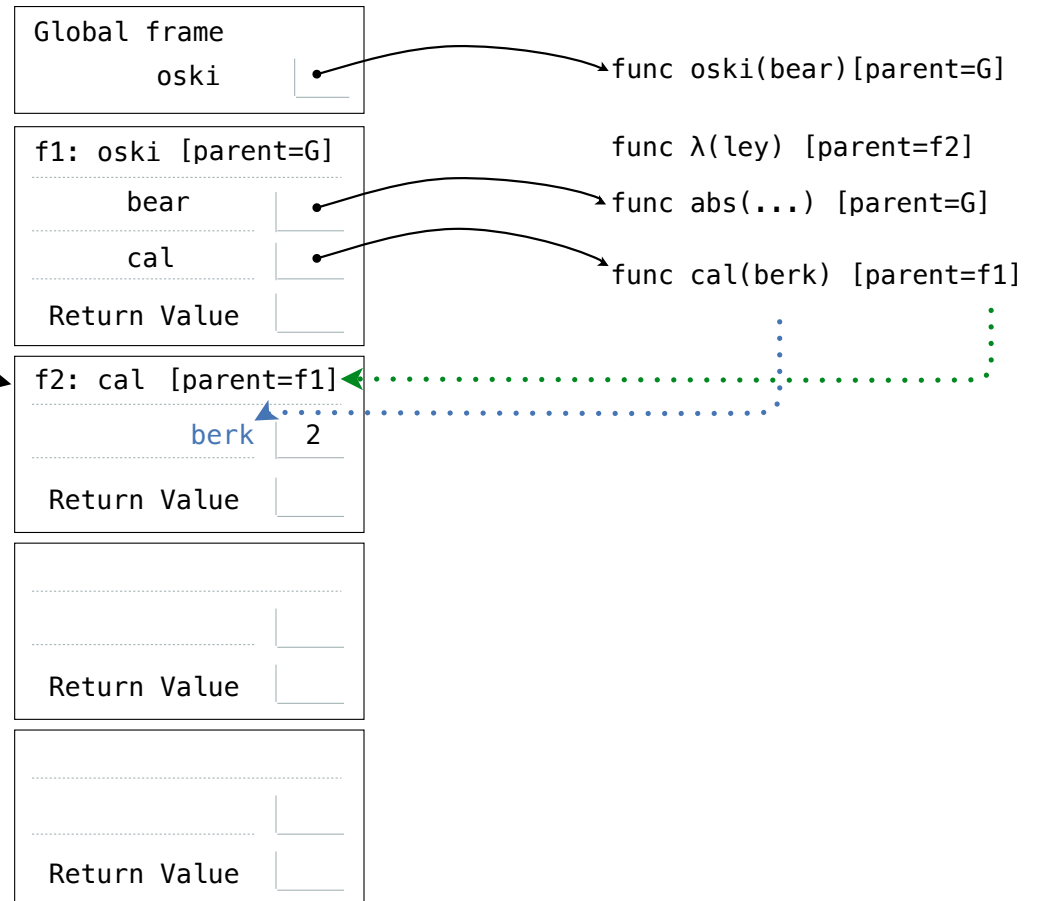 Global frame
oski
func oski(bear)[parent=G]
f1: oski [parent=G]
func λ(ley) [parent=f2]
bear
func abs(...) [parent=G]
cal
func cal(berk) [parent=f1]
Return Value
f2: cal [parent=f1]
berk 2
Return Value
Return Value
Return Value